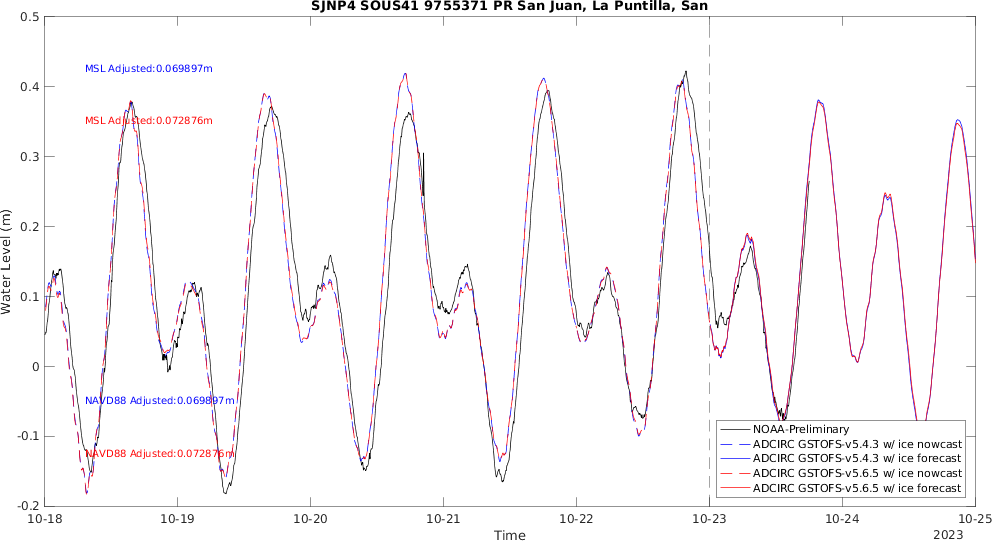 SJNP4 SOUS41 9755371 PR San Juan, La Puntilla, San
0.5
0.4
0.3
0.2
0.1
0
-0.1
-0.2
Water Level (m)
MSL Adjusted:0.069897m
MSL Adjusted:0.072876m
NAVD88 Adjusted:0.069897m
NAVD88 Adjusted:0.072876m
NOAA-Preliminary
ADCIRC GSTOFS-v5.4.3 w/ ice nowcast
ADCIRC GSTOFS-v5.4.3 w/ ice forecast
ADCIRC GSTOFS-v5.6.5 w/ ice nowcast
ADCIRC GSTOFS-v5.6.5 w/ ice forecast
10-18 10-19 10-20 10-21 10-22 10-23 10-24 10-25
Time
2023